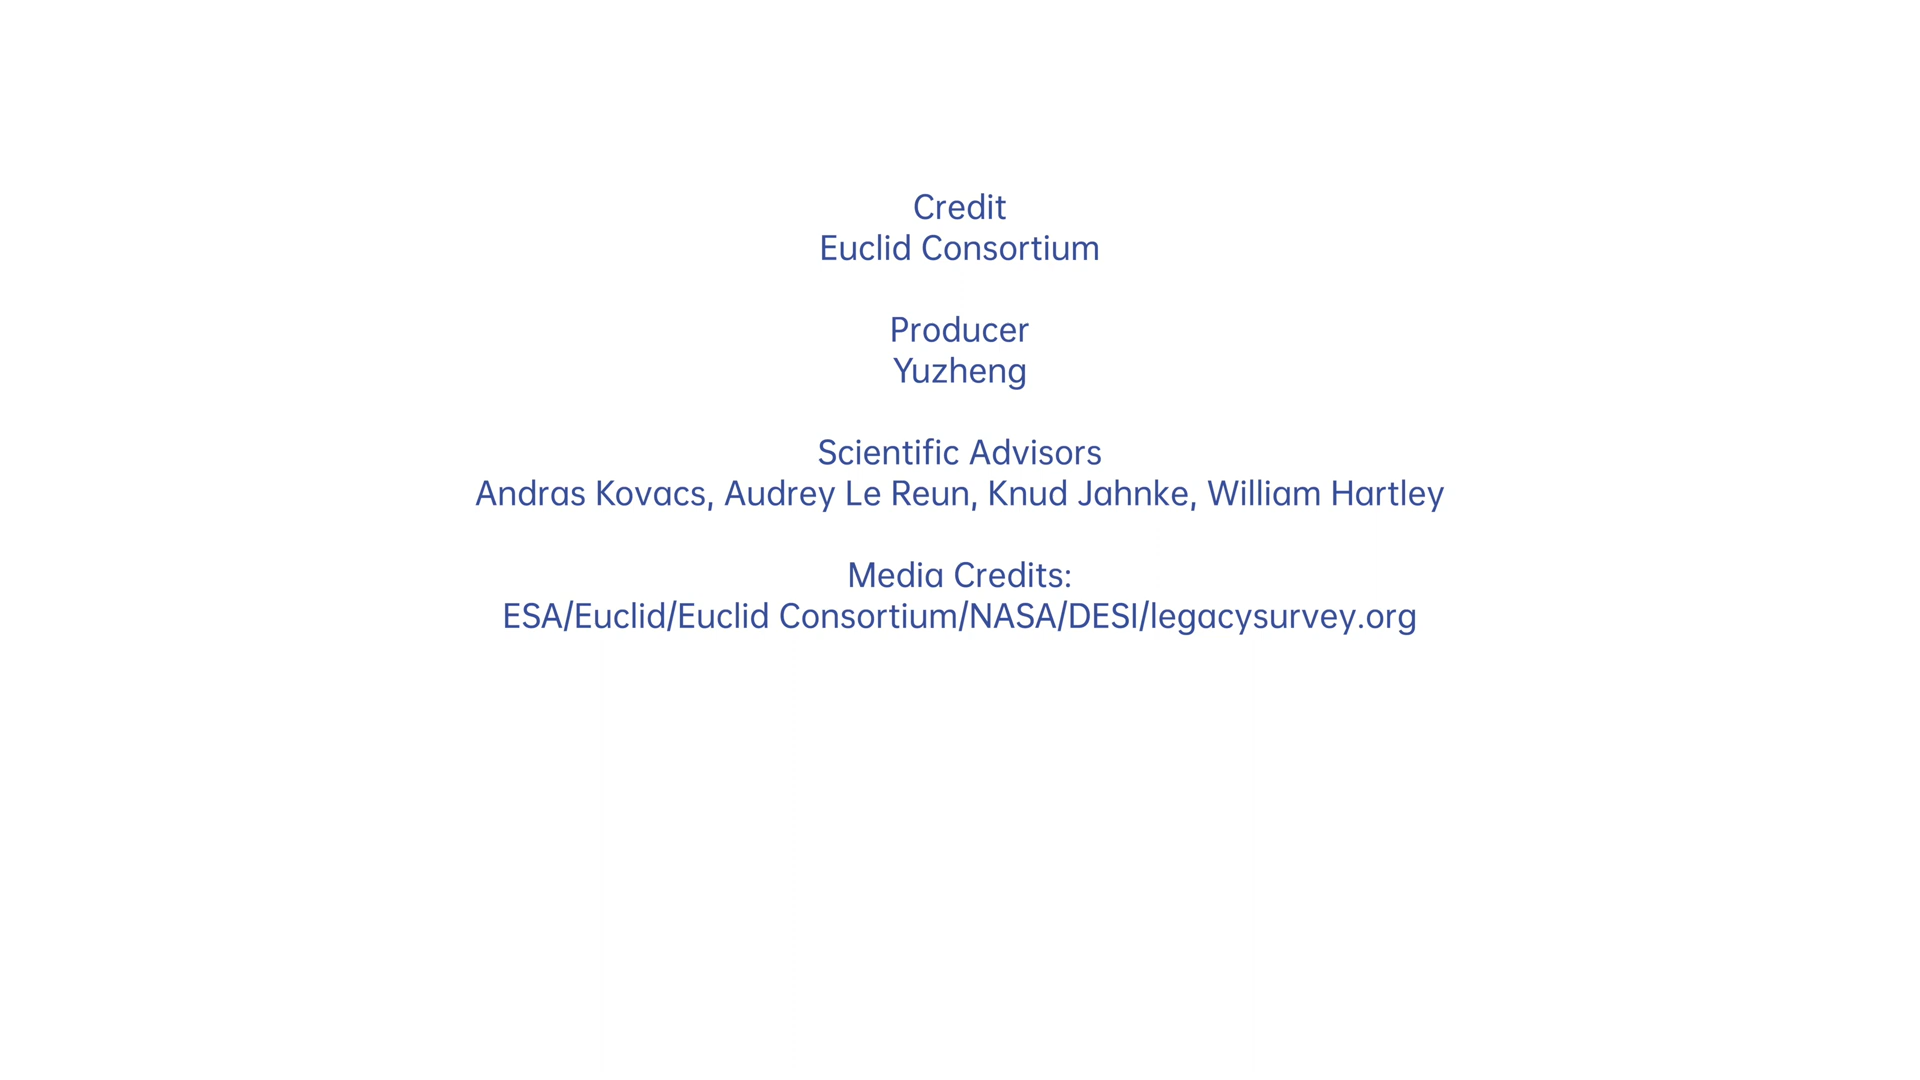 Credit
Euclid Consortium
Producer
Yuzheng
Scientific Advisors
Andras Kovacs, Audrey Le Reun, Knud Jahnke, William Hartley
Media Credits:
ESA/Euclid/Euclid Consortium/NASA/DESI/legacysurvey.org